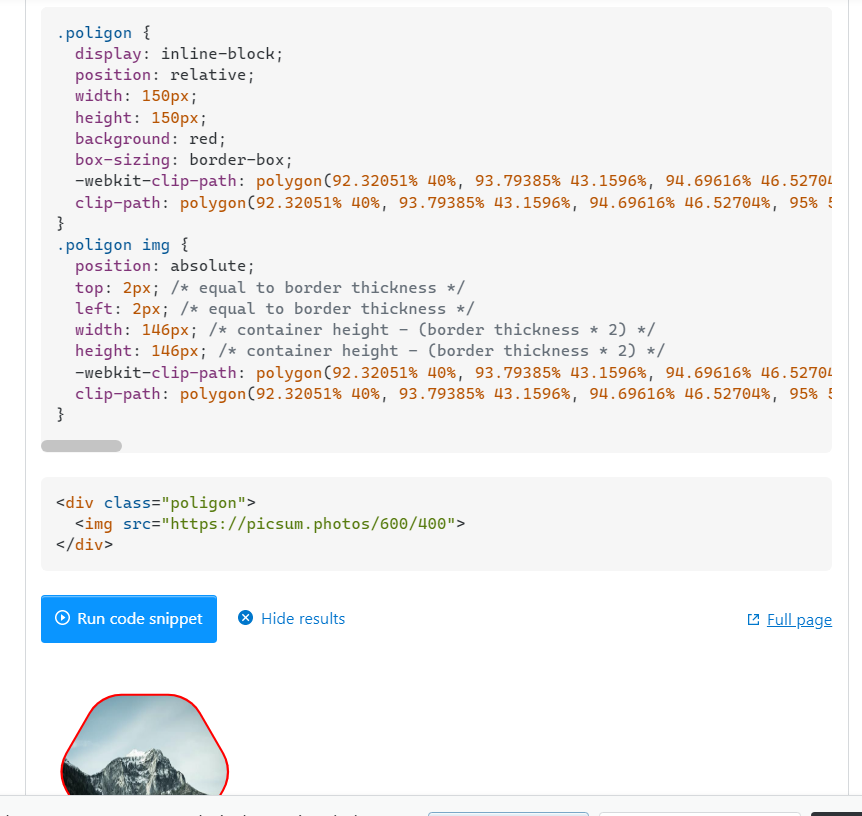 .poligon {
  display: inline-block;
  position: relative;
  width: 150px;
  height: 150px;
  background: red;
  box-sizing: border-box;
  -webkit-clip-path: polygon(92.32051% 40%, 93.79385% 43.1596%, 94.69616% 46.52704
  clip-path: polygon(92.32051% 40%, 93.79385% 43.1596%, 94.69616% 46.52704%, 95% 5
}
.poligon img {
  position: absolute;
  top: 2px; /* equal to border thickness */
  left: 2px; /* equal to border thickness */
  width: 146px; /* container height - (border thickness * 2) */
  height: 146px; /* container height - (border thickness * 2) */
  -webkit-clip-path: polygon(92.32051% 40%, 93.79385% 43.1596%, 94.69616% 46.52704
  clip-path: polygon(92.32051% 40%, 93.79385% 43.1596%, 94.69616% 46.52704%, 95% 5
}
<div class="poligon">
  <img src="https://picsum.photos/600/400">
</div>
Run code snippet Hide results Full page